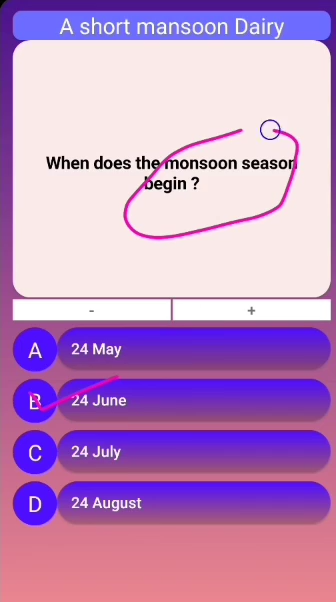 A short mansoon Dairy
When does the monsoon season
begin ?
-
+
A
24 May
B
24 June
C
24 July
D
24 August